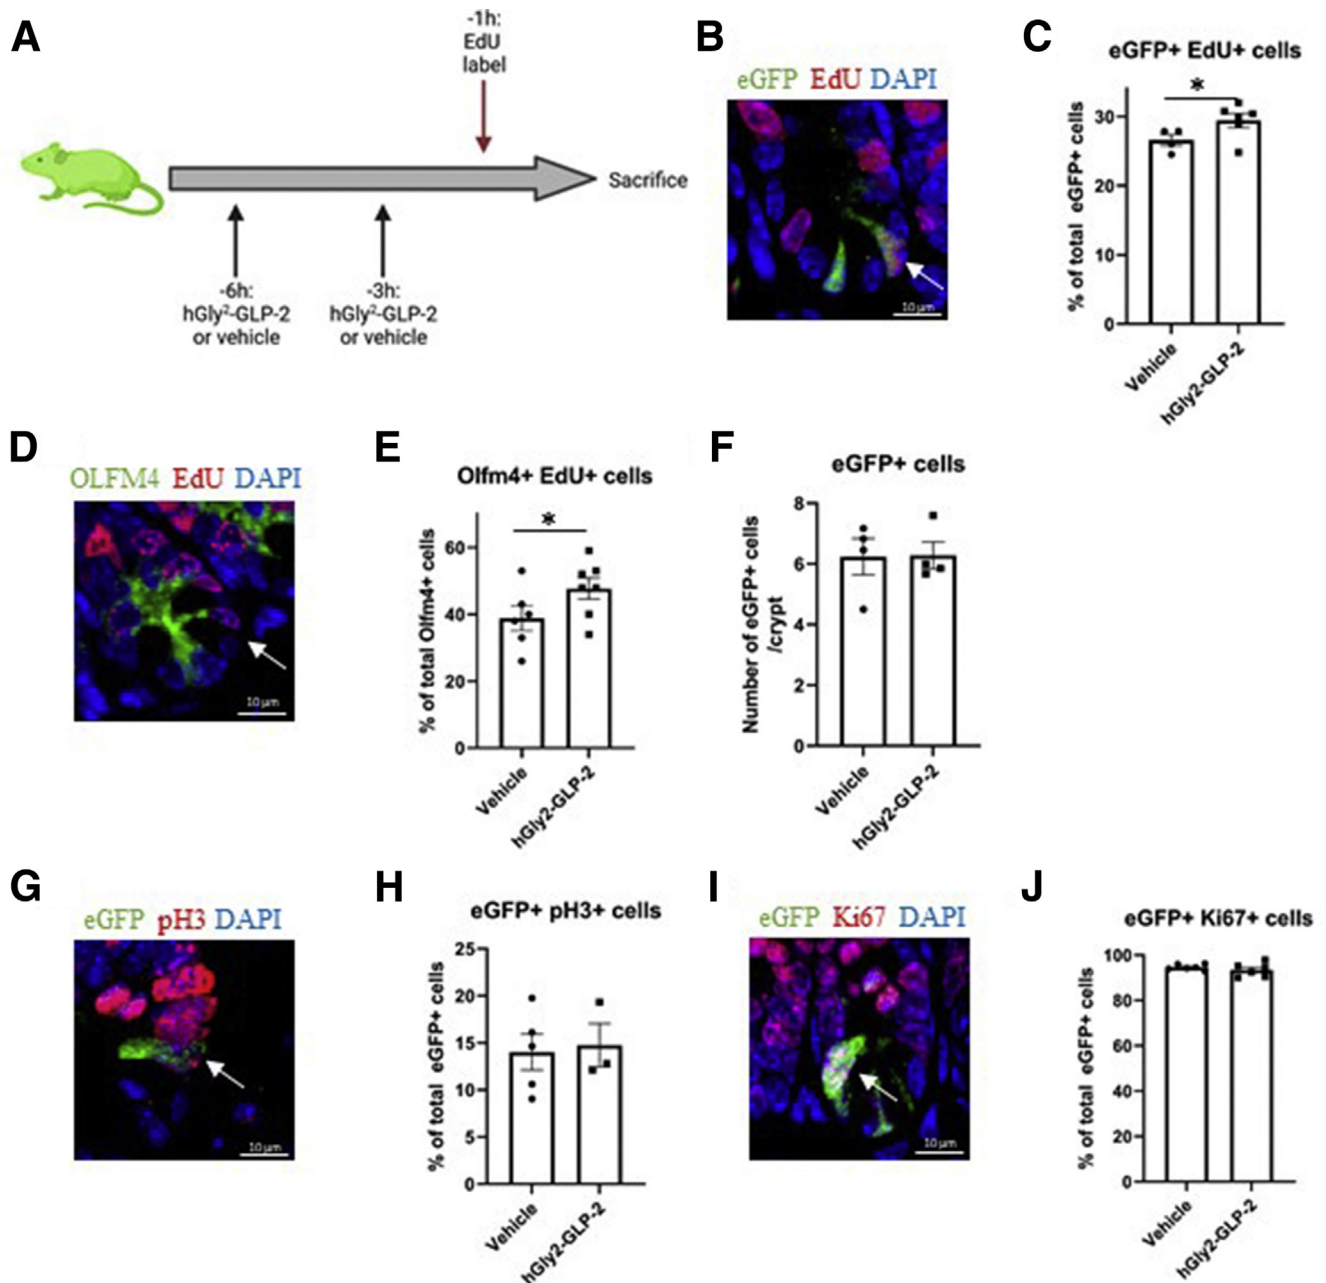 A
-1h:
EdU
label
Sacrifice
-6h:
hGly²-GLP-2
or vehicle
-3h:
hGly²-GLP-2
or vehicle
B
eGFP EdU DAPI
10 µm
C
eGFP+ EdU+ cells
*
% of total eGFP+ cells
30
20
10
0
Vehicle
hGly2-GLP-2
D
OLFM4 EdU DAPI
10 µm
E
Olfm4+ EdU+ cells
*
% of total Olfm4+ cells
60
40
20
0
Vehicle
hGly2-GLP-2
F
eGFP+ cells
Number of eGFP+ cells
/crypt
8
6
4
2
0
Vehicle
hGly2-GLP-2
G
eGFP pH3 DAPI
10 µm
H
eGFP+ pH3+ cells
% of total eGFP+ cells
25
20
15
10
5
0
Vehicle
hGly2-GLP-2
I
eGFP Ki67 DAPI
10 µm
J
eGFP+ Ki67+ cells
% of total eGFP+ cells
100
80
60
40
20
0
Vehicle
hGly2-GLP-2